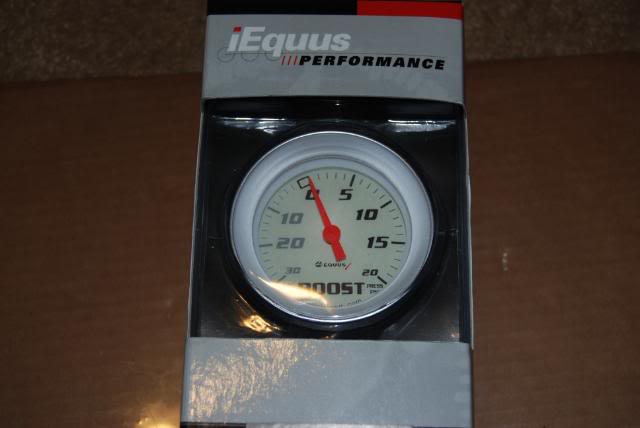 iEquus
PERFORMANCE
0 5
10 10
20 15
EQUUS
30 20
BOOST PRESS